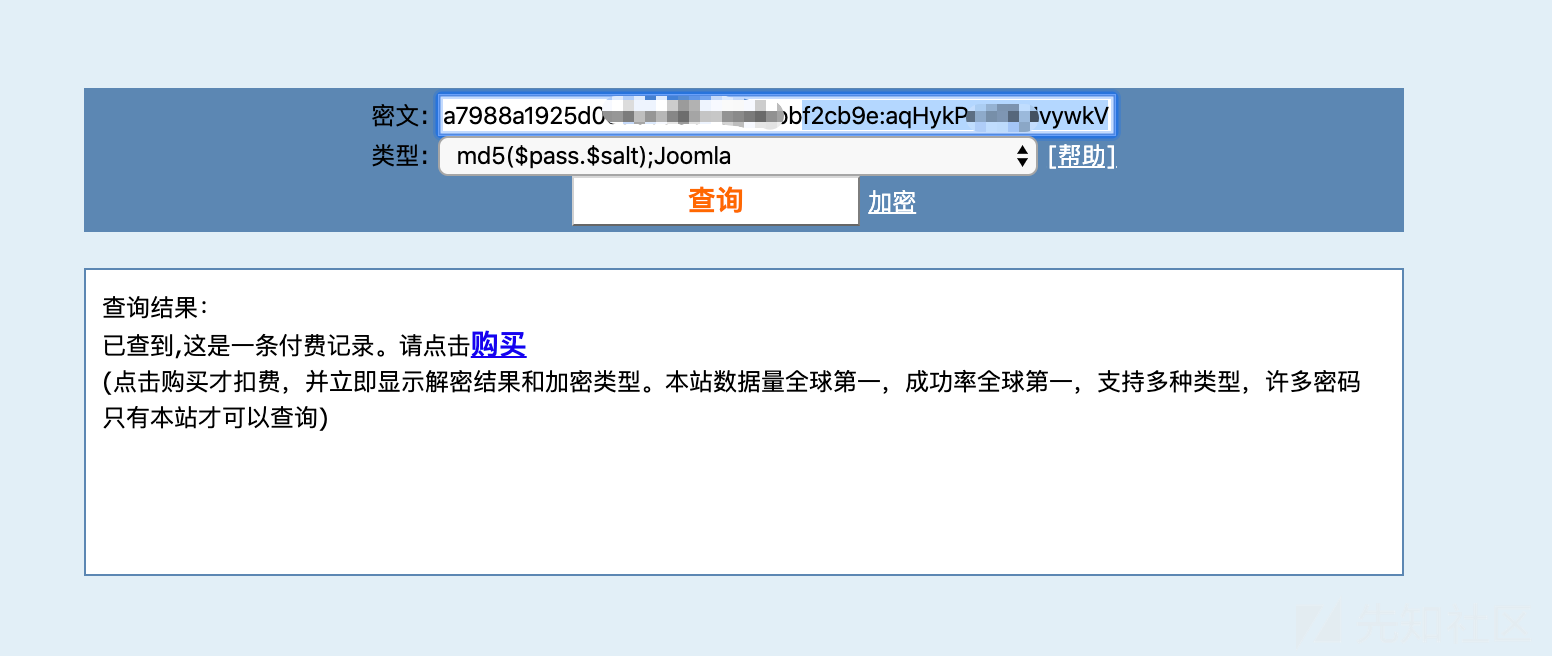 密文: a7988a1925d0 bf2cb9e:aqHykP vywkV
类型: md5($pass.$salt);Joomla [帮助]
查询 加密
查询结果:
已查到,这是一条付费记录。请点击购买
(点击购买才扣费，并立即显示解密结果和加密类型。本站数据量全球第一，成功率全球第一，支持多种类型，许多密码
只有本站才可以查询)